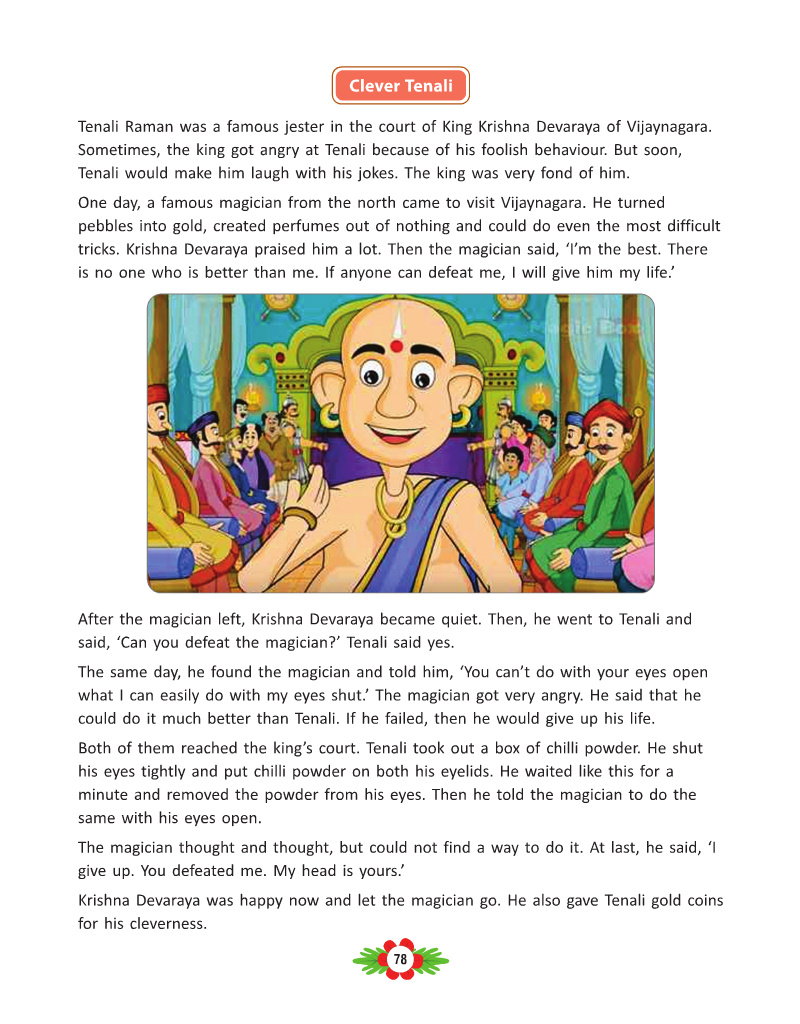 Clever Tenali
Tenali Raman was a famous jester in the court of King Krishna Devaraya of Vijaynagara.
Sometimes, the king got angry at Tenali because of his foolish behaviour. But soon,
Tenali would make him laugh with his jokes. The king was very fond of him.
One day, a famous magician from the north came to visit Vijaynagara. He turned
pebbles into gold, created perfumes out of nothing and could do even the most difficult
tricks. Krishna Devaraya praised him a lot. Then the magician said, ‘I’m the best. There
is no one who is better than me. If anyone can defeat me, I will give him my life.’
Magic Box
After the magician left, Krishna Devaraya became quiet. Then, he went to Tenali and
said, ‘Can you defeat the magician?’ Tenali said yes.
The same day, he found the magician and told him, ‘You can’t do with your eyes open
what I can easily do with my eyes shut.’ The magician got very angry. He said that he
could do it much better than Tenali. If he failed, then he would give up his life.
Both of them reached the king’s court. Tenali took out a box of chilli powder. He shut
his eyes tightly and put chilli powder on both his eyelids. He waited like this for a
minute and removed the powder from his eyes. Then he told the magician to do the
same with his eyes open.
The magician thought and thought, but could not find a way to do it. At last, he said, ‘I
give up. You defeated me. My head is yours.’
Krishna Devaraya was happy now and let the magician go. He also gave Tenali gold coins
for his cleverness.
78